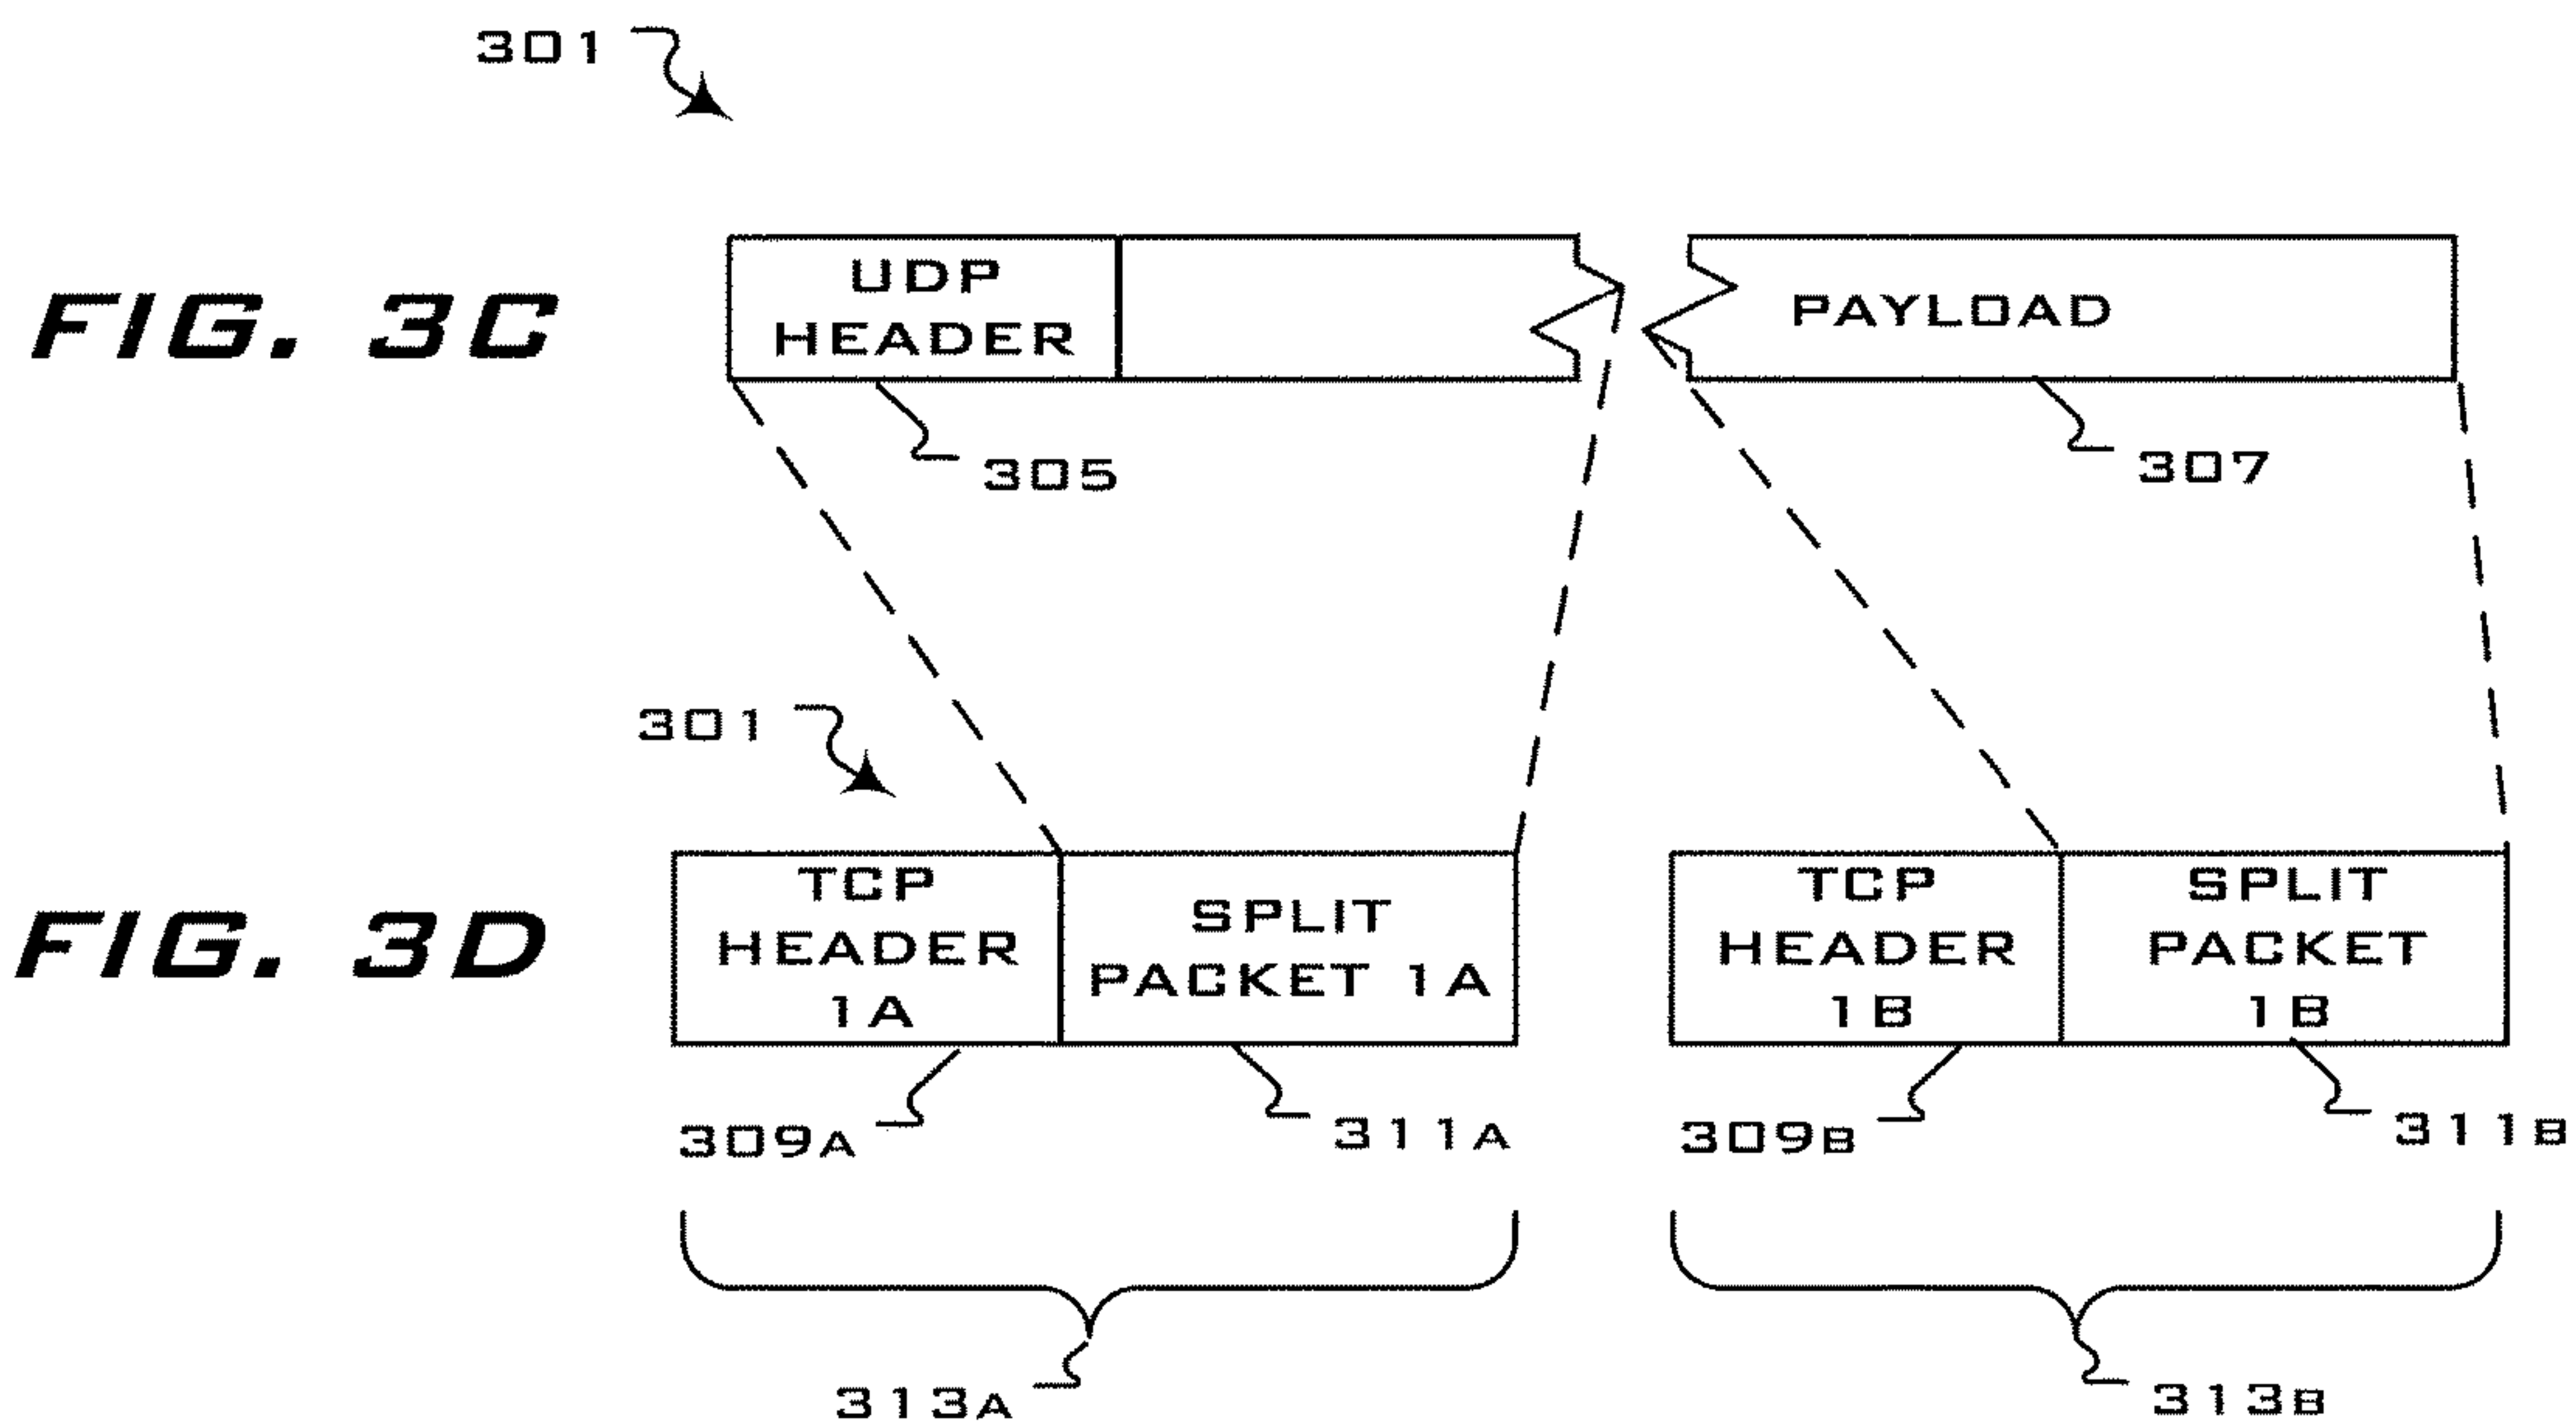 301
FIG. 3C
UDP
HEADER
PAYLOAD
305
307
301
FIG. 3D
TCP
HEADER
1A
SPLIT
PACKET 1A
TCP
HEADER
1B
SPLIT
PACKET
1B
309A
311A
309B
311B
313A
313B